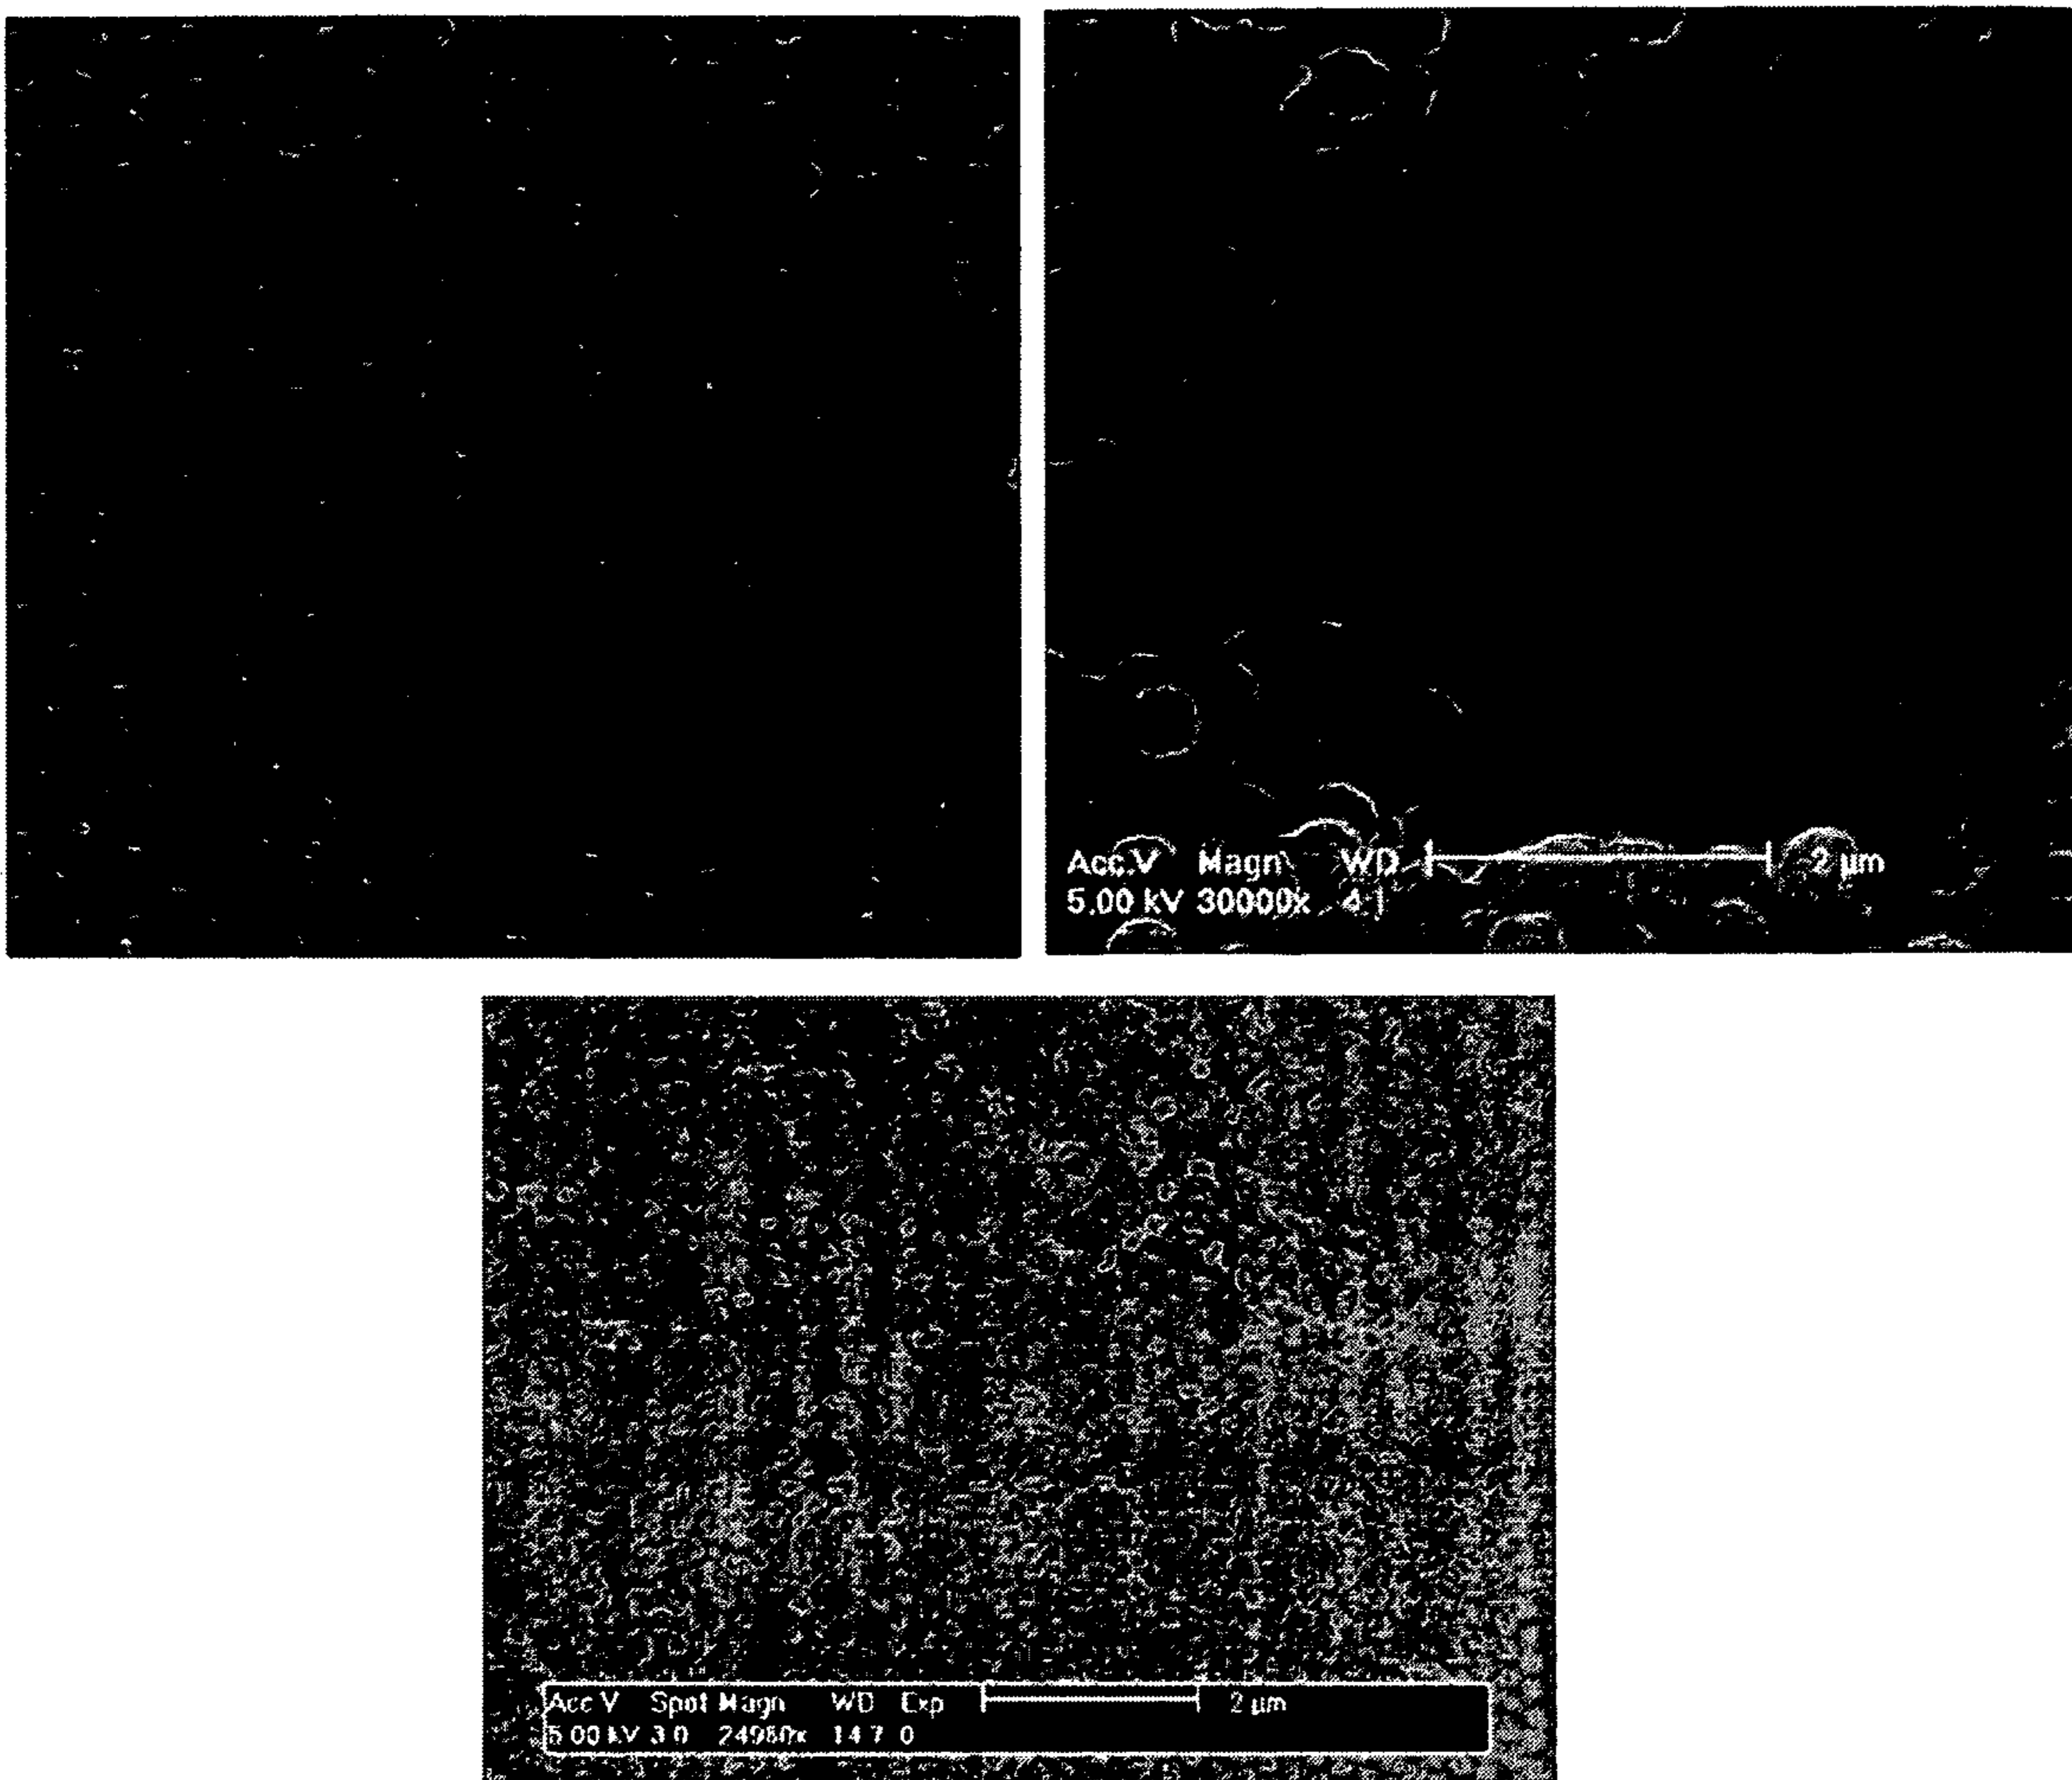 Acc.V Magn WD 2 µm
5.00 kV 30000x 4.1
Acc V Spot Magn WD Exp 2 µm
5 00 kV 3 0 24980x 14 7 0